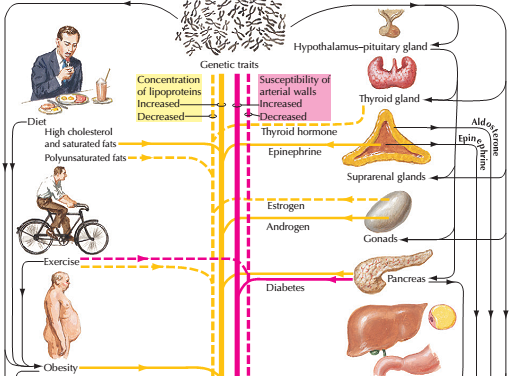 Genetic traits
Hypothalamus–pituitary gland
Concentration
of lipoproteins
Increased
Decreased
Susceptibility of
arterial walls
Increased
Decreased
Thyroid gland
Diet
High cholesterol
and saturated fats
Polyunsaturated fats
Thyroid hormone
Epinephrine
Aldosterone
Epinephrine
Suprarenal glands
Estrogen
Androgen
Gonads
Exercise
Diabetes
Pancreas
Obesity